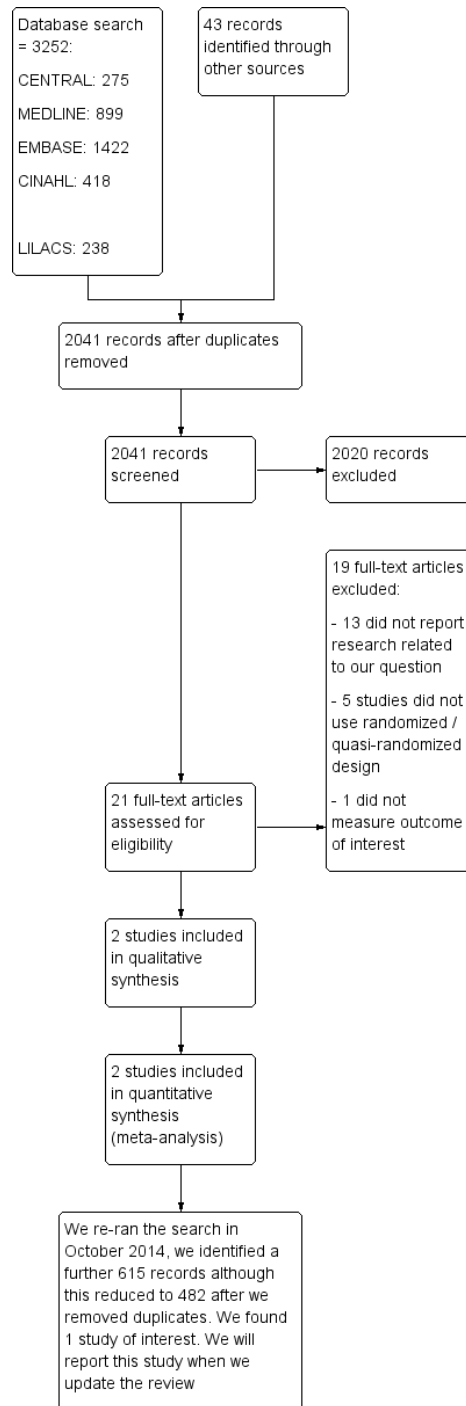 Database search
= 3252:
CENTRAL: 275
MEDLINE: 899
EMBASE: 1422
CINAHL: 418
LILACS: 238
43 records
identified through
other sources
2041 records after duplicates
removed
2041 records
screened
2020 records
excluded
19 full-text articles
excluded:
- 13 did not report
research related
to our question
- 5 studies did not
use randomized /
quasi-randomized
design
- 1 did not
measure outcome
of interest
21 full-text articles
assessed for
eligibility
2 studies included
in qualitative
synthesis
2 studies included
in quantitative
synthesis
(meta-analysis)
We re-ran the search in
October 2014, we identified a
further 615 records although
this reduced to 482 after we
removed duplicates. We found
1 study of interest. We will
report this study when we
update the review